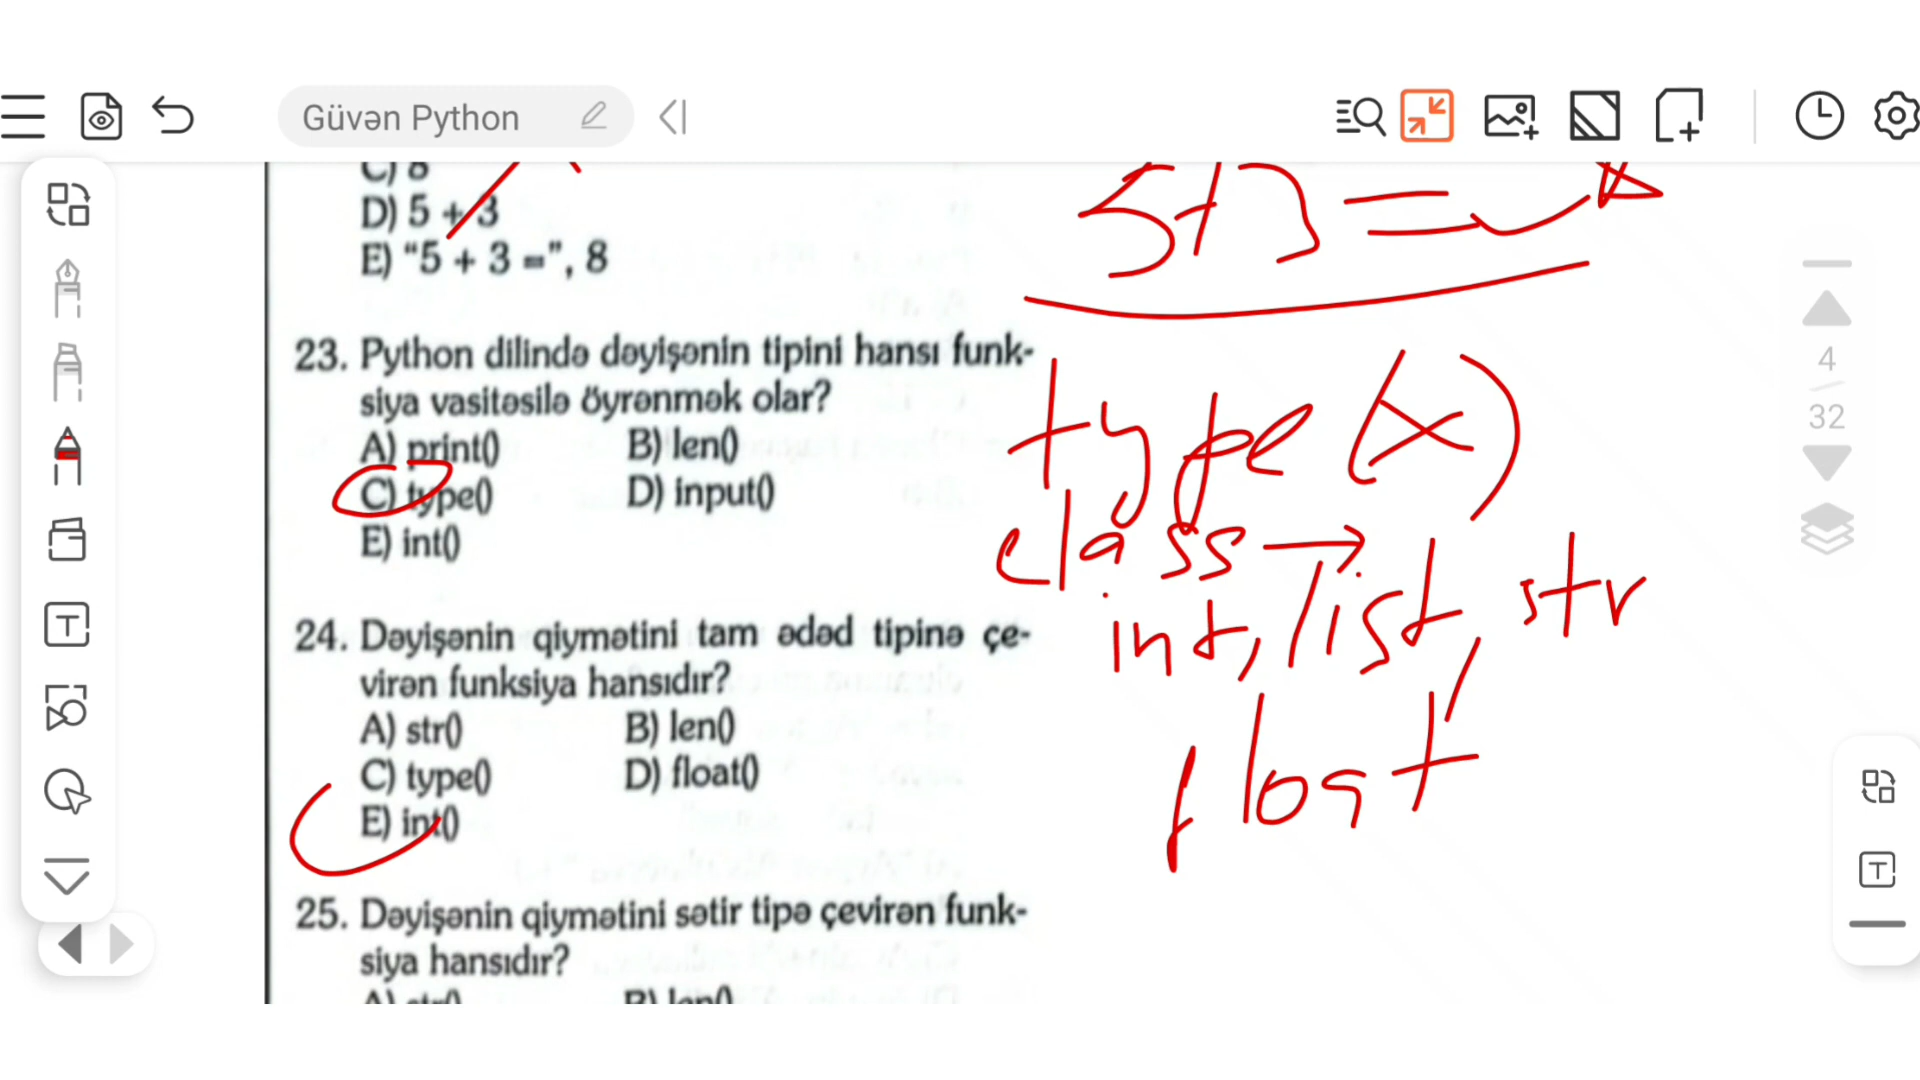 Güvən Python
C) 8
D) 5 + 3
E) “5 + 3 =”, 8
5+3=
23. Python dilində dəyişənin tipini hansı funk-
siya vasitəsilə öyrənmək olar?
A) print()
B) len()
C) type()
D) input()
E) int()
type(x)
class →
int, list, str
float
24. Dəyişənin qiymətini tam ədəd tipinə çe-
virən funksiya hansıdır?
A) str()
B) len()
C) type()
D) float()
E) int()
25. Dəyişənin qiymətini sətir tipə çevirən funk-
siya hansıdır?
A) str()
B) len()
4
32